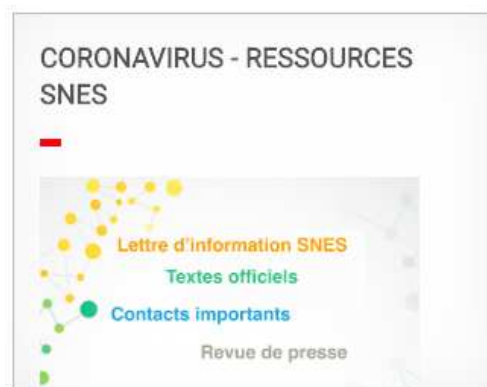 CORONAVIRUS - RESSOURCES
SNES
Lettre d'information SNES
Textes officiels
Contacts importants
Revue de presse